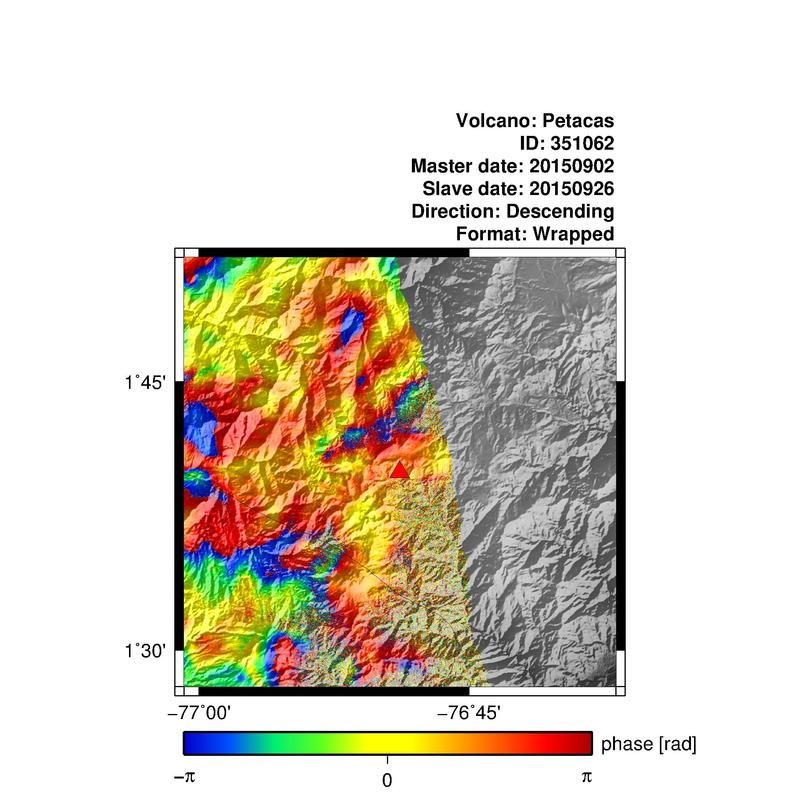 Volcano: Petacas
ID: 351062
Master date: 20150902
Slave date: 20150926
Direction: Descending
Format: Wrapped
1˚45'
1˚30'
−77˚00' −76˚45'
phase [rad]
−π 0 π